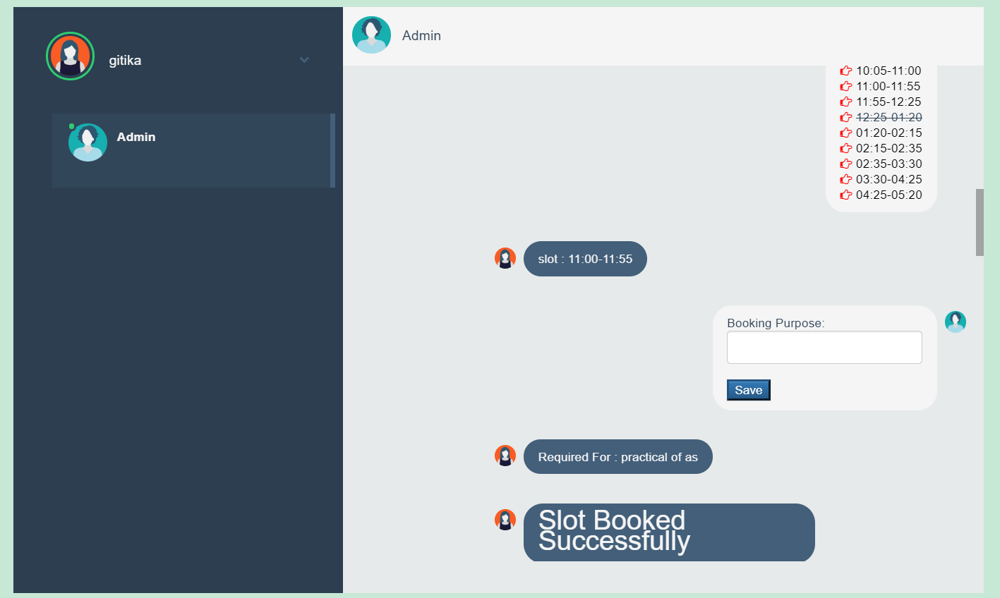 gitika
Admin
Admin
10:05-11:00
11:00-11:55
11:55-12:25
12:25-01:20
01:20-02:15
02:15-02:35
02:35-03:30
03:30-04:25
04:25-05:20
slot : 11:00-11:55
Booking Purpose:
Save
Required For : practical of as
Slot Booked
Successfully